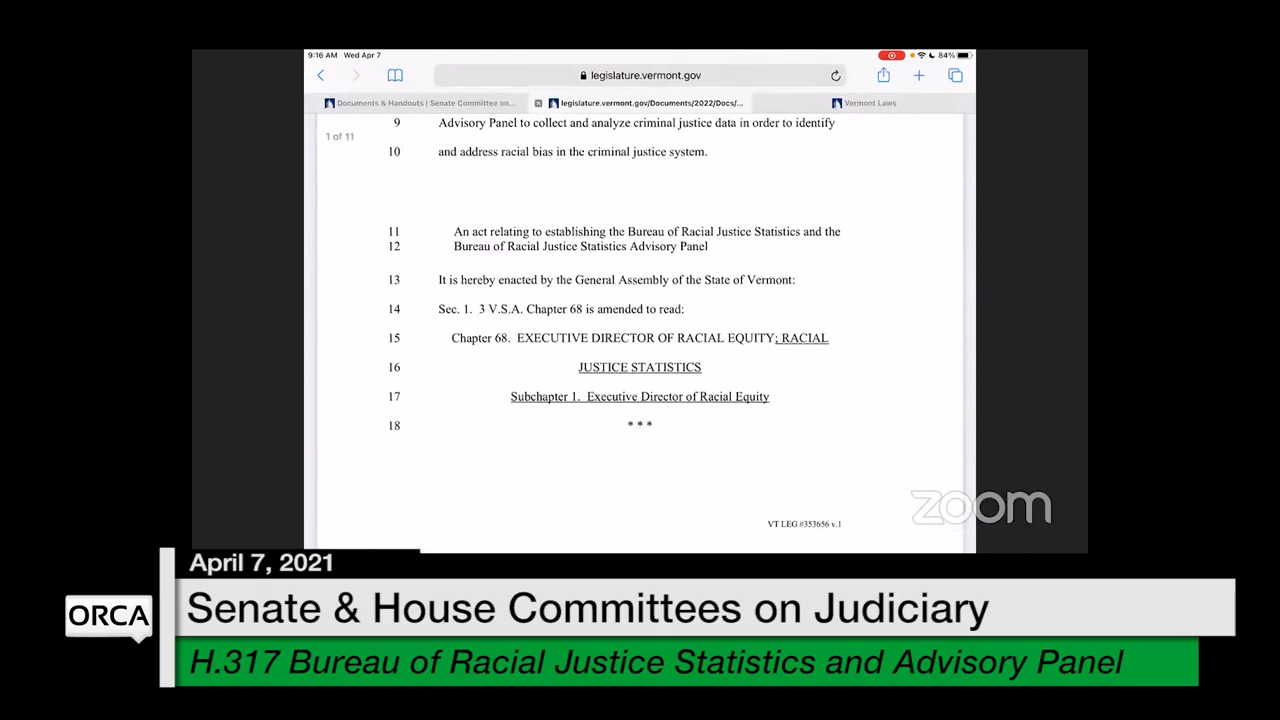 9:16 AM Wed Apr 7
84%
legislature.vermont.gov
Documents & Handouts | Senate Committee on...
legislature.vermont.gov/Documents/2022/Docs/...
Vermont Laws
9 Advisory Panel to collect and analyze criminal justice data in order to identify
1 of 11
10 and address racial bias in the criminal justice system.
11 An act relating to establishing the Bureau of Racial Justice Statistics and the
12 Bureau of Racial Justice Statistics Advisory Panel
13 It is hereby enacted by the General Assembly of the State of Vermont:
14 Sec. 1. 3 V.S.A. Chapter 68 is amended to read:
15 Chapter 68. EXECUTIVE DIRECTOR OF RACIAL EQUITY; RACIAL
16 JUSTICE STATISTICS
17 Subchapter 1. Executive Director of Racial Equity
18 * * *
VT LEG #353656 v.1
zoom
April 7, 2021
ORCA
Senate & House Committees on Judiciary
H.317 Bureau of Racial Justice Statistics and Advisory Panel